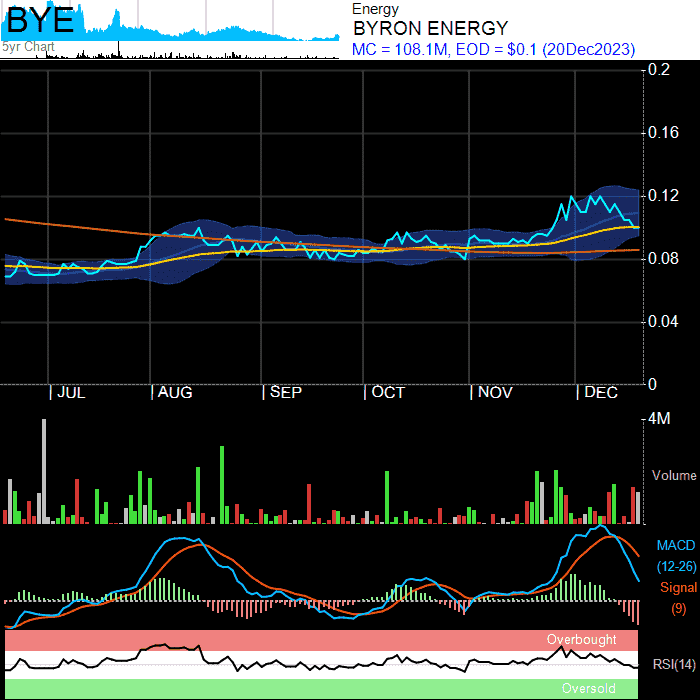 BYE
5yr Chart
Energy
BYRON ENERGY
MC = 108.1M, EOD = $0.1 (20Dec2023)
0.2
0.16
0.12
0.08
0.04
0
| JUL | AUG | SEP | OCT | NOV | DEC
4M
Volume
MACD
(12-26)
Signal
(9)
Overbought
RSI(14)
Oversold